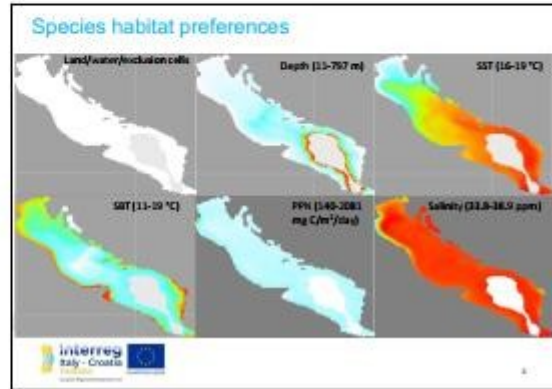 Species habitat preferences
Land/water/exclusion cells
Depth (11-797 m)
SST (16-19 °C)
SBT (11-19 °C)
PPN (140-2081
mg C/m²/day)
Salinity (33.8-38.9 ppm)
Interreg
Italy - Croatia